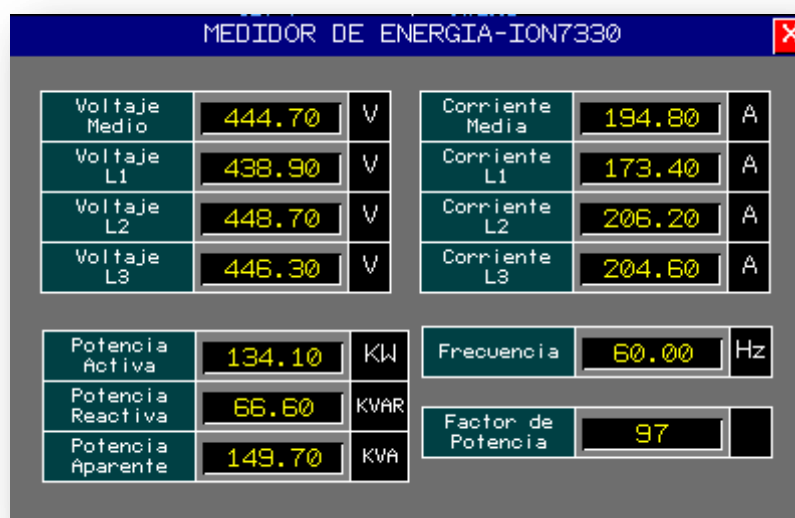 MEDIDOR DE ENERGIA-ION7330
X
Voltaje
Medio
444.70 V
Corriente
Media
194.80 A
Voltaje
L1
438.90 V
Corriente
L1
173.40 A
Voltaje
L2
448.70 V
Corriente
L2
206.20 A
Voltaje
L3
446.30 V
Corriente
L3
204.60 A
Potencia
Activa
134.10 KW
Frecuencia 60.00 Hz
Potencia
Reactiva
66.60 KVAR
Factor de
Potencia
97
Potencia
Aparente
149.70 KVA